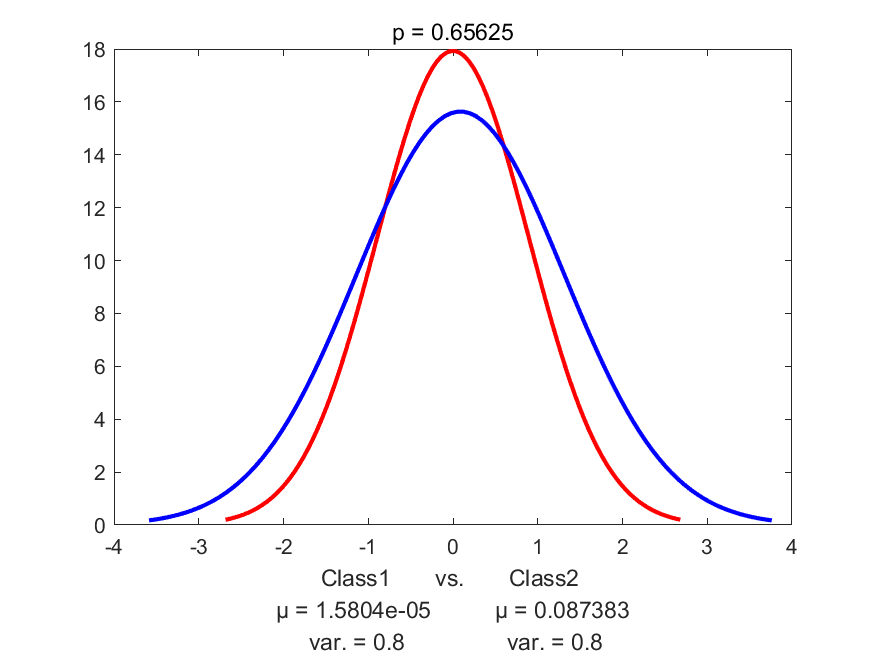 p = 0.65625
18
16
14
12
10
8
6
4
2
0
-4 -3 -2 -1 0 1 2 3 4
Class1 vs. Class2
μ = 1.5804e-05 μ = 0.087383
var. = 0.8 var. = 0.8